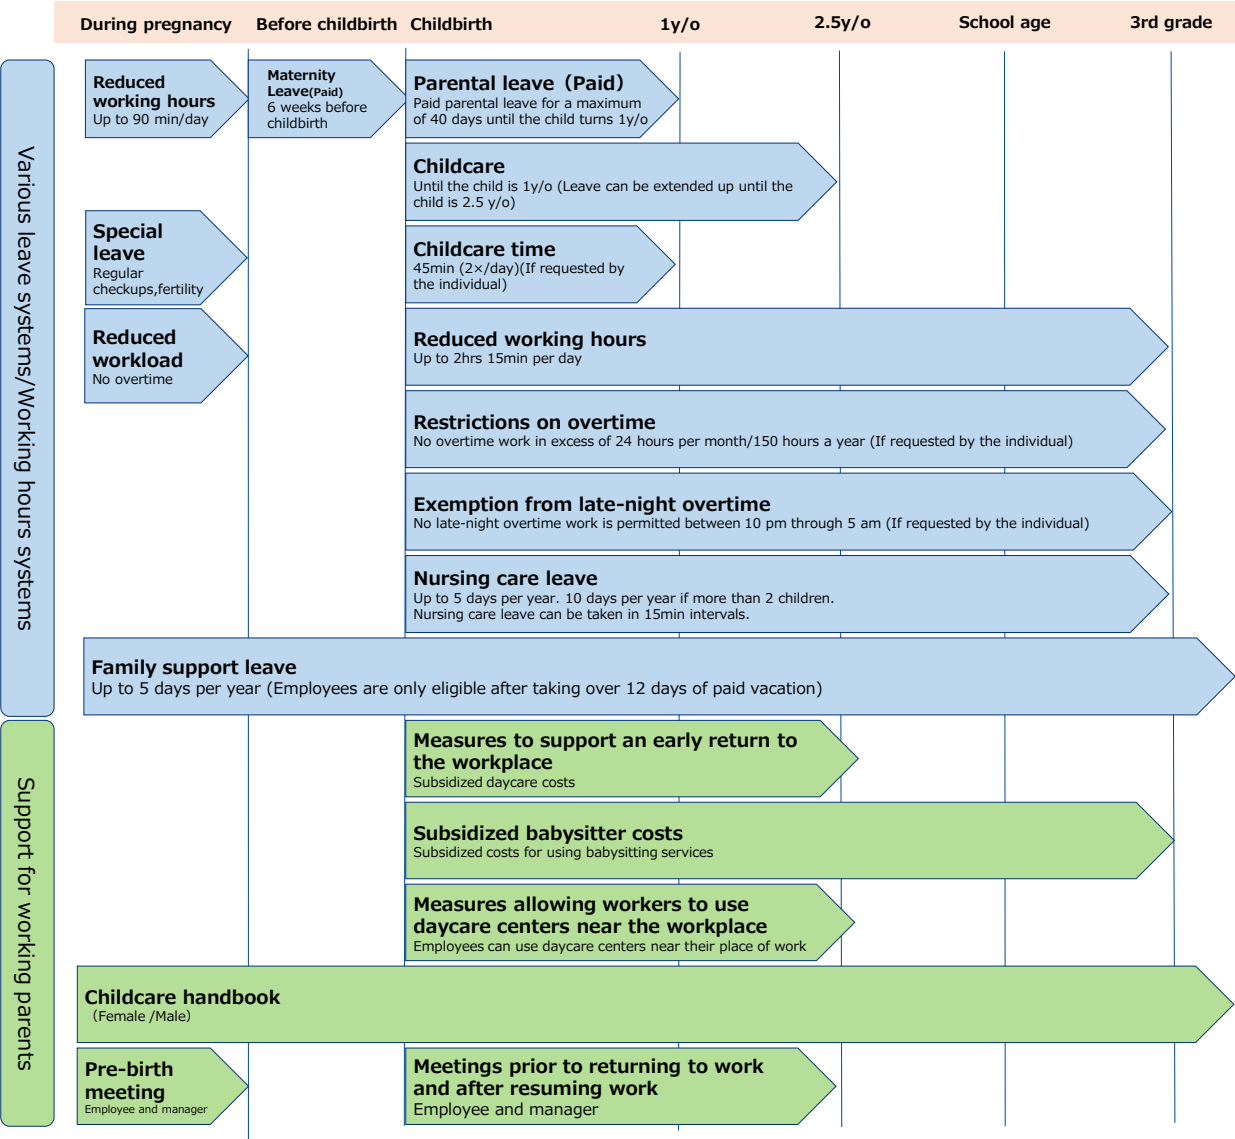 During pregnancy
Before childbirth
Childbirth
1y/o
2.5y/o
School age
3rd grade
Various leave systems/Working hours systems
Reduced
working hours
Up to 90 min/day
Maternity
Leave(Paid)
6 weeks before
childbirth
Parental leave（Paid）
Paid parental leave for a maximum
of 40 days until the child turns 1y/o
Childcare
Until the child is 1y/o (Leave can be extended up until the
child is 2.5 y/o)
Special
leave
Regular
checkups,fertility
Childcare time
45min (2×/day)(If requested by
the individual)
Reduced
workload
No overtime
Reduced working hours
Up to 2hrs 15min per day
Restrictions on overtime
No overtime work in excess of 24 hours per month/150 hours a year (If requested by the individual)
Exemption from late-night overtime
No late-night overtime work is permitted between 10 pm through 5 am (If requested by the individual)
Nursing care leave
Up to 5 days per year. 10 days per year if more than 2 children.
Nursing care leave can be taken in 15min intervals.
Family support leave
Up to 5 days per year (Employees are only eligible after taking over 12 days of paid vacation)
Support for working parents
Measures to support an early return to
the workplace
Subsidized daycare costs
Subsidized babysitter costs
Subsidized costs for using babysitting services
Measures allowing workers to use
daycare centers near the workplace
Employees can use daycare centers near their place of work
Childcare handbook
（Female /Male）
Pre-birth
meeting
Employee and manager
Meetings prior to returning to work
and after resuming work
Employee and manager